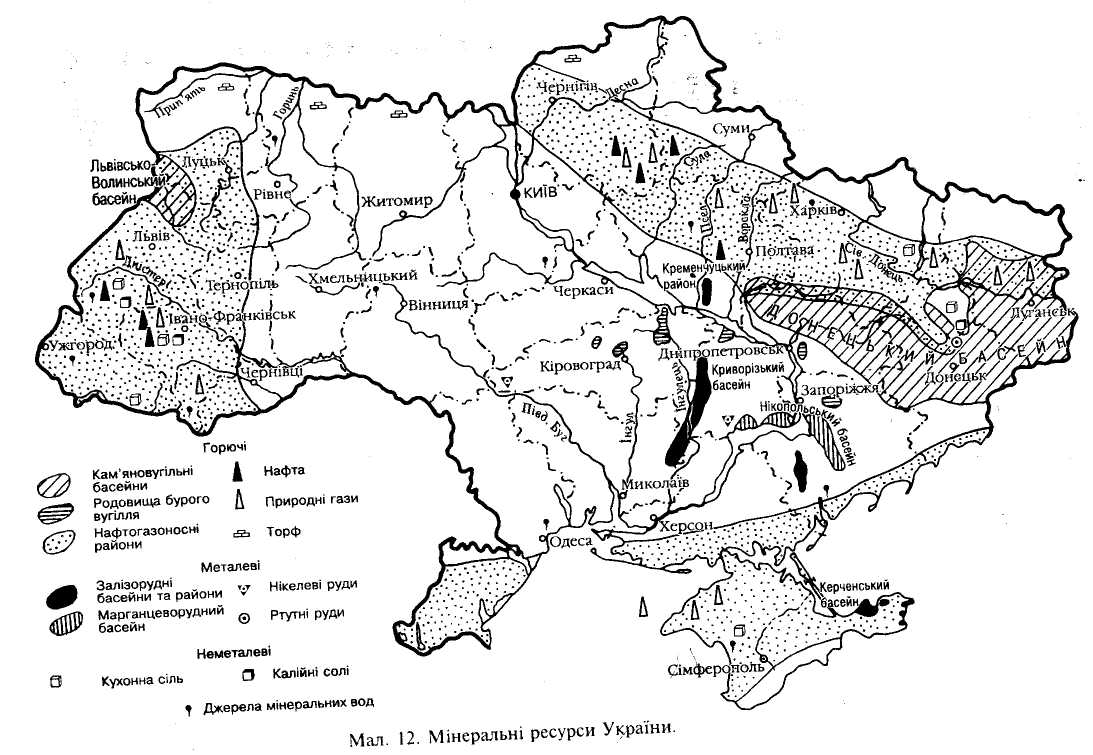 Чернігів
Десна
Прип'ять
Горинь
Суми
Львівсько-
Волинський
басейн
Луцьк
Рівне
Житомир
КИЇВ
Сула
Псел
Ворскла
Харків
Полтава
Сів. Донець
Львів
Дністер
Тернопіль
Хмельницький
Вінниця
Черкаси
Кременчуцький
район
Івано-Франківськ
Ужгород
Чернівці
Луганськ
ДОНЕЦЬКИЙ БАСЕЙН
Донецьк
Кіровоград
Дніпропетровськ
Криворізький
басейн
Запоріжжя
Нікопольський басейн
Інгулець
Інгул
Півд. Буг
Миколаїв
Херсон
Одеса
Керченський
басейн
Сімферополь
Горючі
Кам'яновугільні
басейни
Родовища бурого
вугілля
Нафтогазоносні
райони
Нафта
Природні гази
Торф
Металеві
Залізорудні
басейни та райони
Марганцеворудний
басейн
Нікелеві руди
Ртутні руди
Неметалеві
Кухонна сіль
Калійні солі
Джерела мінеральних вод
Мал. 12. Мінеральні ресурси України.